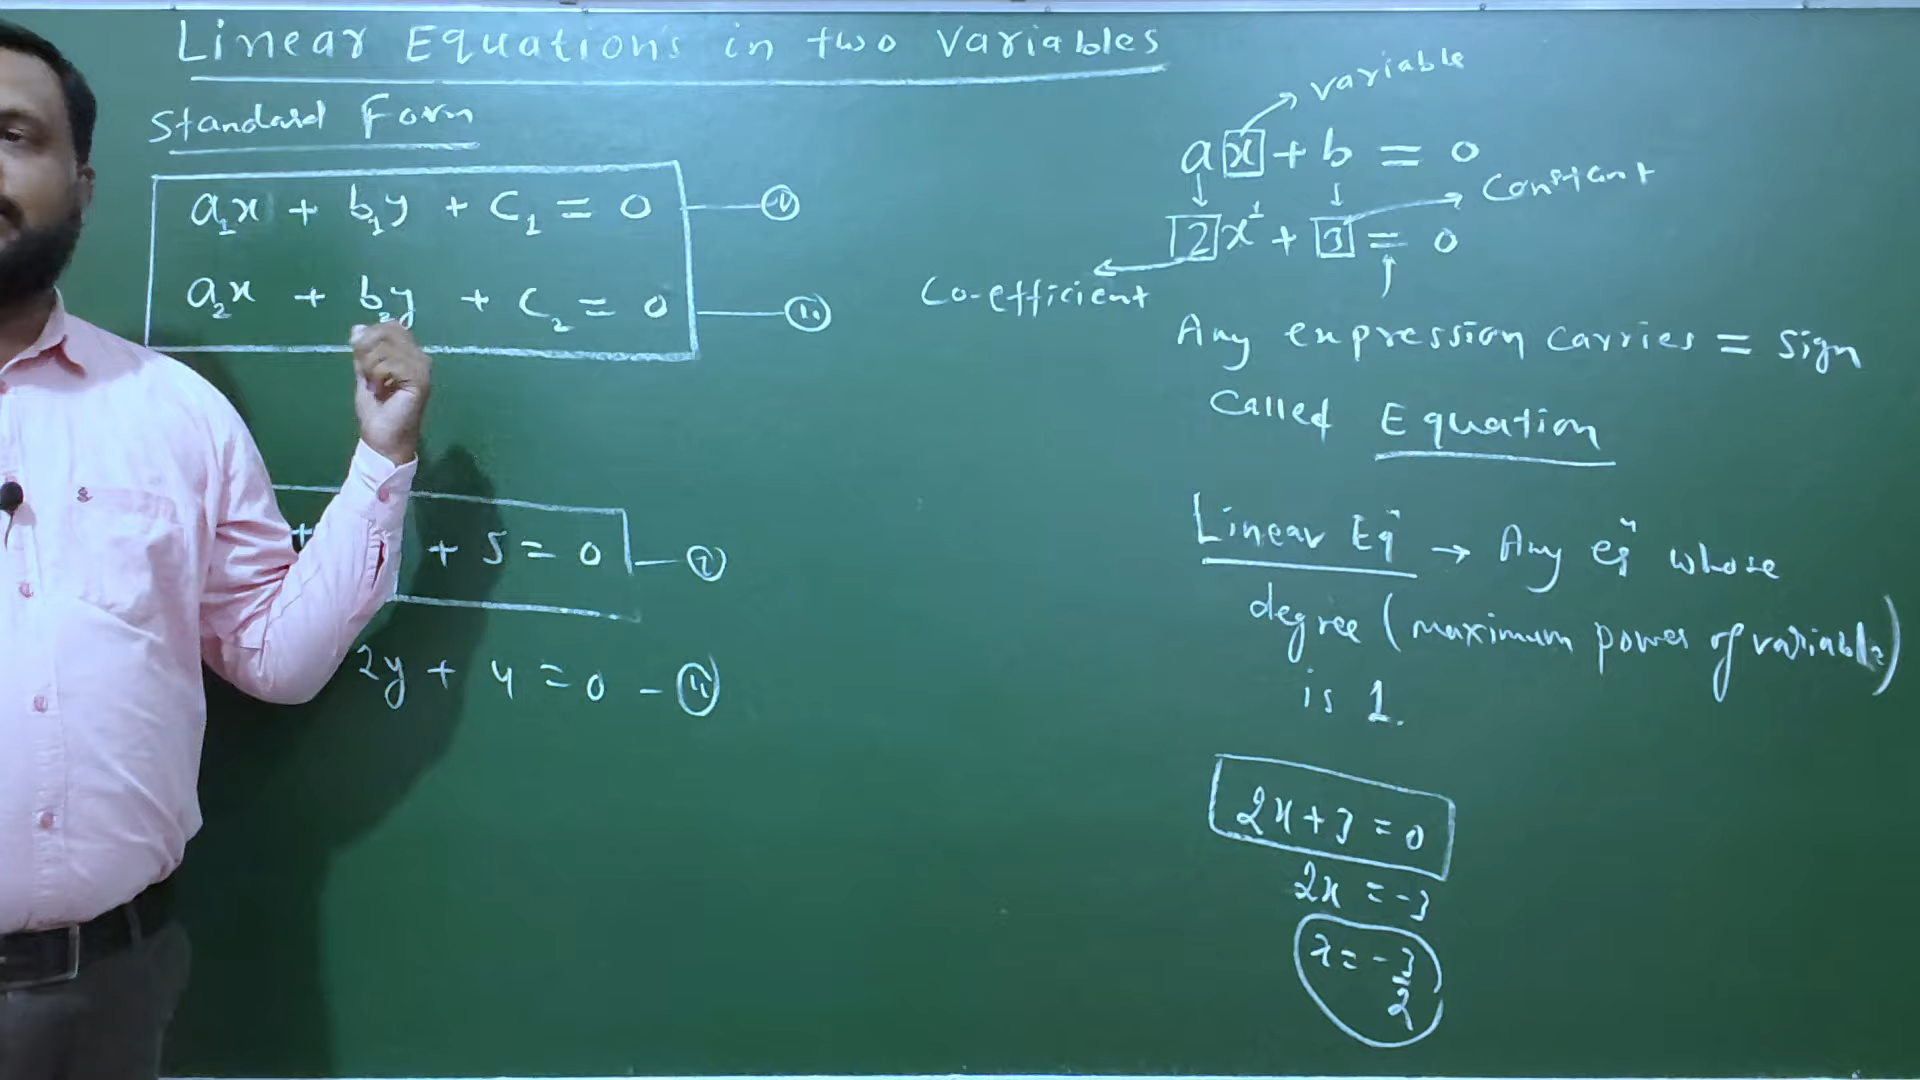 Linear Equations in two Variables
Standard Form
a₁x + b₁y + c₁ = 0 — (i)
a₂x + b₂y + c₂ = 0 — (ii)
+ + 5 = 0 — (i)
2y + 4 = 0 – (ii)
variable
ax + b = 0
constant
2x¹ + 3 = 0
Co-efficient
Any expression carries = sign
called Equation
Linear Eqⁿ → Any eqⁿ whose
degree (maximum power of variable)
is 1.
2x + 3 = 0
2x = -3
x = -3/2